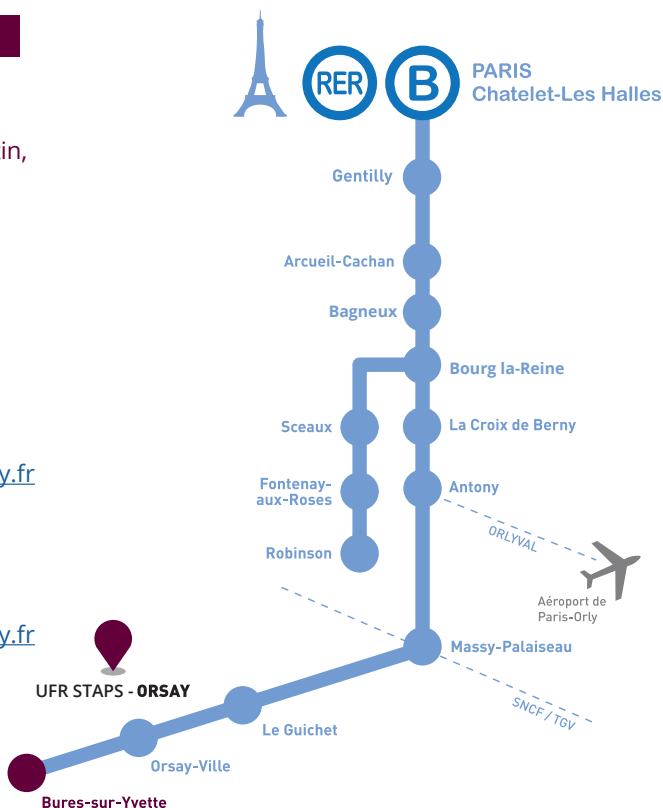 RER
B
PARIS
Chatelet-Les Halles
in,
Gentilly
Arcueil-Cachan
Bagneux
Bourg la-Reine
Sceaux
La Croix de Berny
y.fr
Fontenay-
aux-Roses
Antony
ORLYVAL
Robinson
Aéroport de
Paris-Orly
y.fr
Massy-Palaiseau
UFR STAPS - ORSAY
SNCF / TGV
Le Guichet
Orsay-Ville
Bures-sur-Yvette